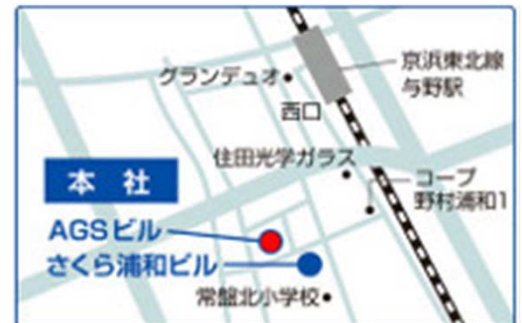 京浜東北線
与野駅
グランデュオ
西口
住田光学ガラス
コープ
野村浦和1
本 社
AGSビル
さくら浦和ビル
常盤北小学校